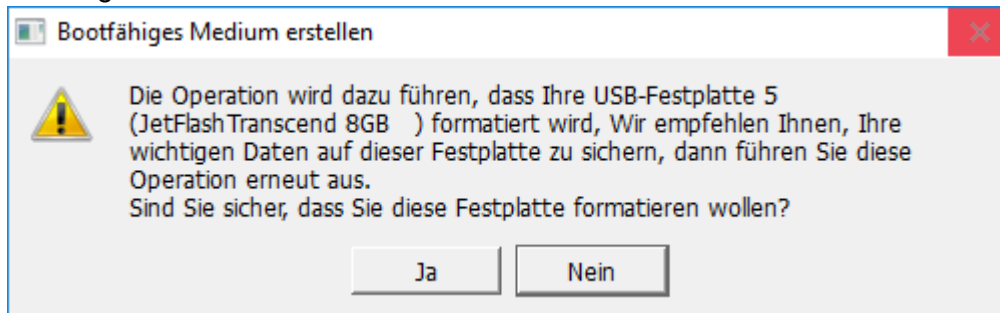 Bootfähiges Medium erstellen
Die Operation wird dazu führen, dass Ihre USB-Festplatte 5
(JetFlashTranscend 8GB   ) formatiert wird, Wir empfehlen Ihnen, Ihre
wichtigen Daten auf dieser Festplatte zu sichern, dann führen Sie diese
Operation erneut aus.
Sind Sie sicher, dass Sie diese Festplatte formatieren wollen?
Ja
Nein